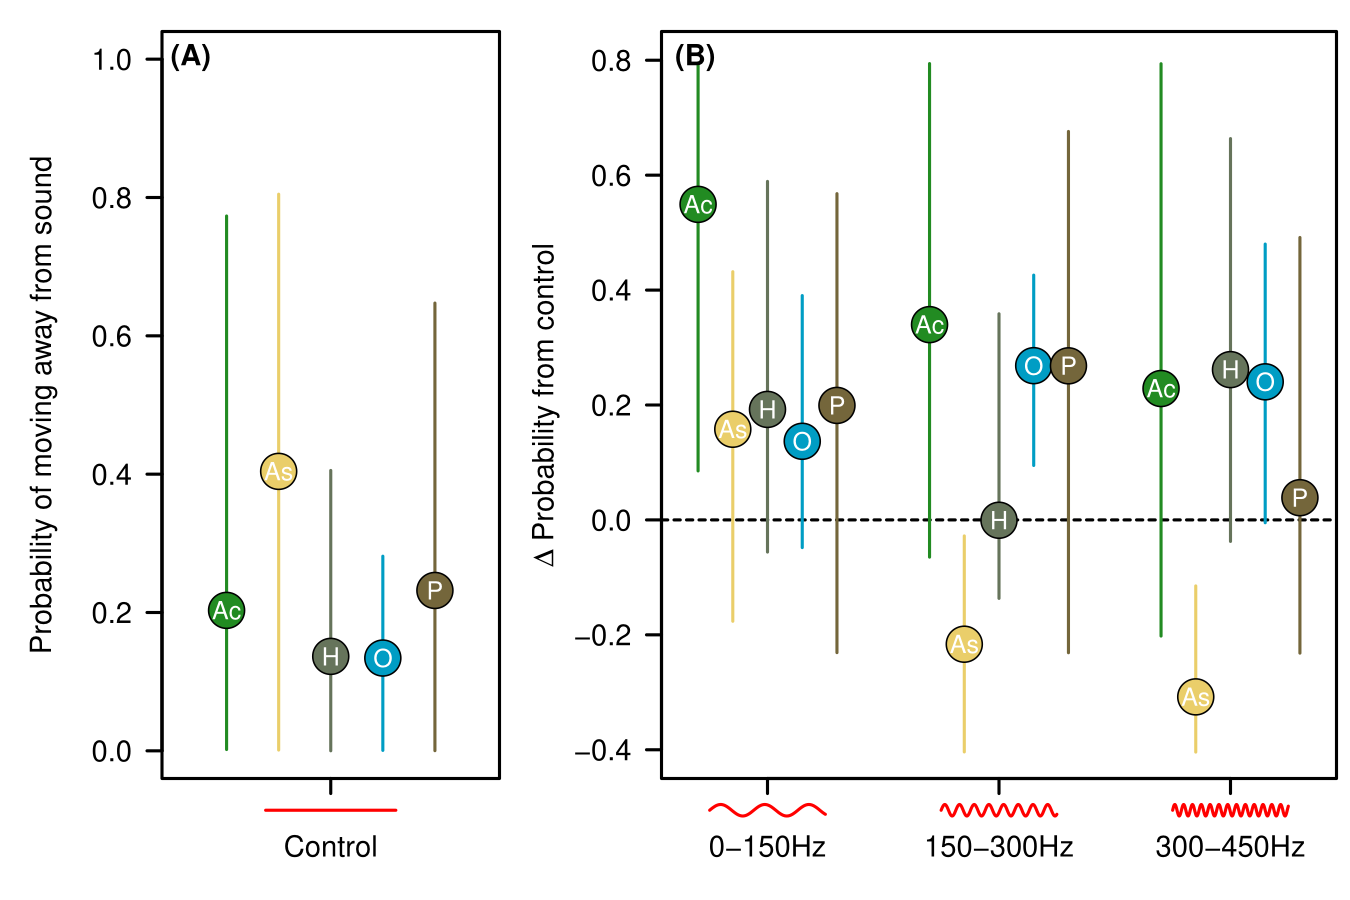 (A)
Probability of moving away from sound
1.0
0.8
0.6
0.4
0.2
0.0
Ac
As
H
O
P
Control
(B)
Δ Probability from control
0.8
0.6
0.4
0.2
0.0
−0.2
−0.4
Ac
As
H
O
P
Ac
As
H
O
P
Ac
As
H
O
P
0−150Hz
150−300Hz
300−450Hz